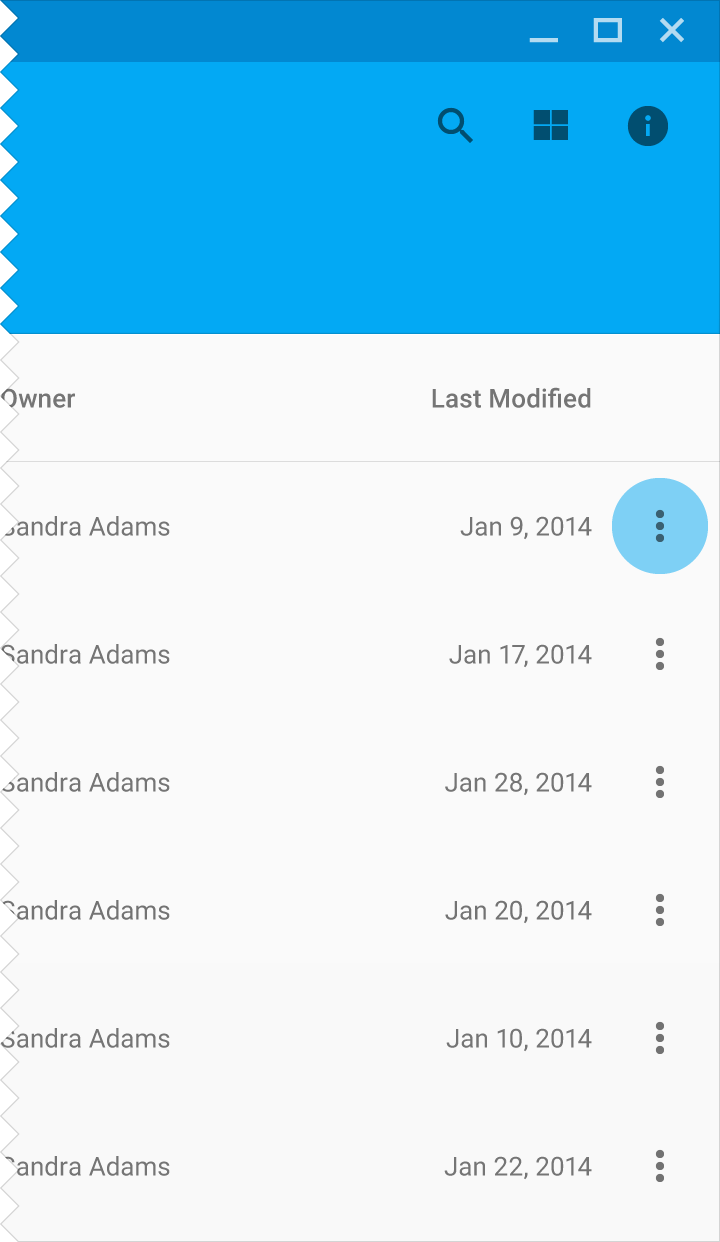 Owner Last Modified
Sandra Adams Jan 9, 2014
Sandra Adams Jan 17, 2014
Sandra Adams Jan 28, 2014
Sandra Adams Jan 20, 2014
Sandra Adams Jan 10, 2014
Sandra Adams Jan 22, 2014